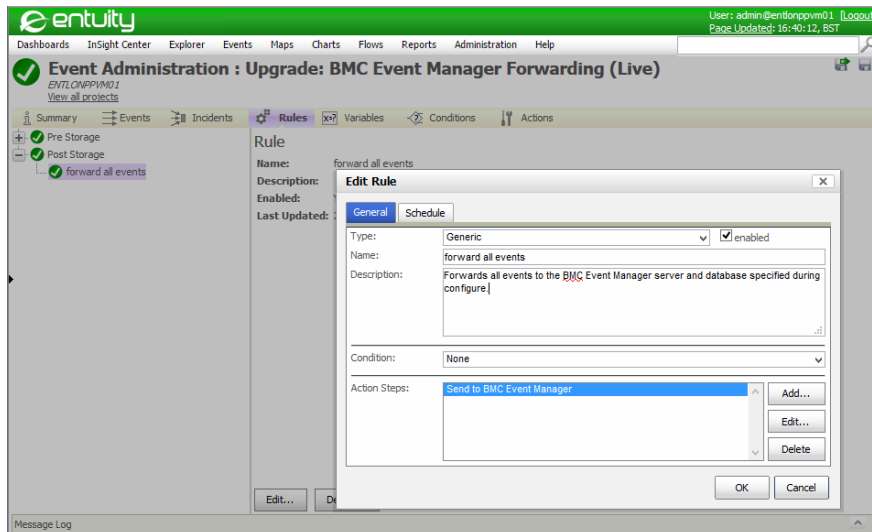 entuity
User: admin@entlonppvm01 [Logout
Page Updated: 16:40:12, BST
Dashboards InSight Center Explorer Events Maps Charts Flows Reports Administration Help
Event Administration : Upgrade: BMC Event Manager Forwarding (Live)
ENTLONPPVM01
View all projects
Summary Events Incidents Rules Variables Conditions Actions
Pre Storage
Post Storage
forward all events
Rule
Name: forward all events
Description:
Enabled:
Last Updated:
Edit Rule
General Schedule
Type: Generic enabled
Name: forward all events
Description: Forwards all events to the BMC Event Manager server and database specified during
configure.
Condition: None
Action Steps: Send to BMC Event Manager
Add...
Edit...
Delete
OK Cancel
Edit...
Message Log